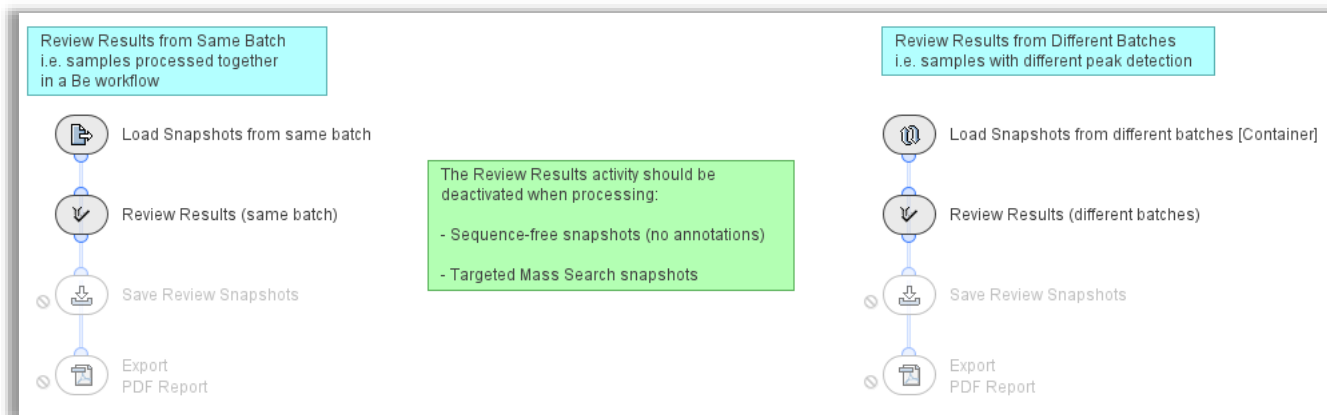 Review Results from Same Batch
i.e. samples processed together
in a Be workflow
Load Snapshots from same batch
Review Results (same batch)
Save Review Snapshots
Export
PDF Report
The Review Results activity should be
deactivated when processing:
- Sequence-free snapshots (no annotations)
- Targeted Mass Search snapshots
Review Results from Different Batches
i.e. samples with different peak detection
Load Snapshots from different batches [Container]
Review Results (different batches)
Save Review Snapshots
Export
PDF Report